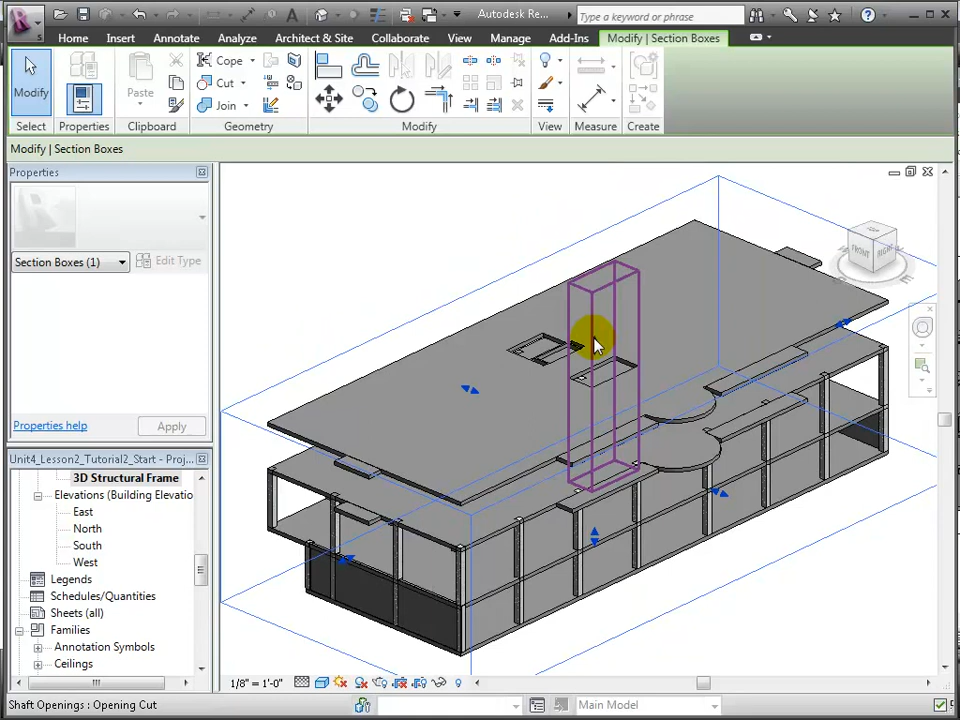 Autodesk Re...
Type a keyword or phrase
Home Insert Annotate Analyze Architect & Site Collaborate View Manage Add-Ins Modify | Section Boxes
Modify Paste Cope Cut Join
Select Properties Clipboard Geometry Modify View Measure Create
Modify | Section Boxes
Properties
Section Boxes (1) Edit Type
Properties help Apply
Unit4_Lesson2_Tutorial2_Start - Proj...
3D Structural Frame
Elevations (Building Elevatio
East
North
South
West
Legends
Schedules/Quantities
Sheets (all)
Families
Annotation Symbols
Ceilings
TOP
FRONT RIGHT
1/8" = 1'-0"
Shaft Openings : Opening Cut
Main Model